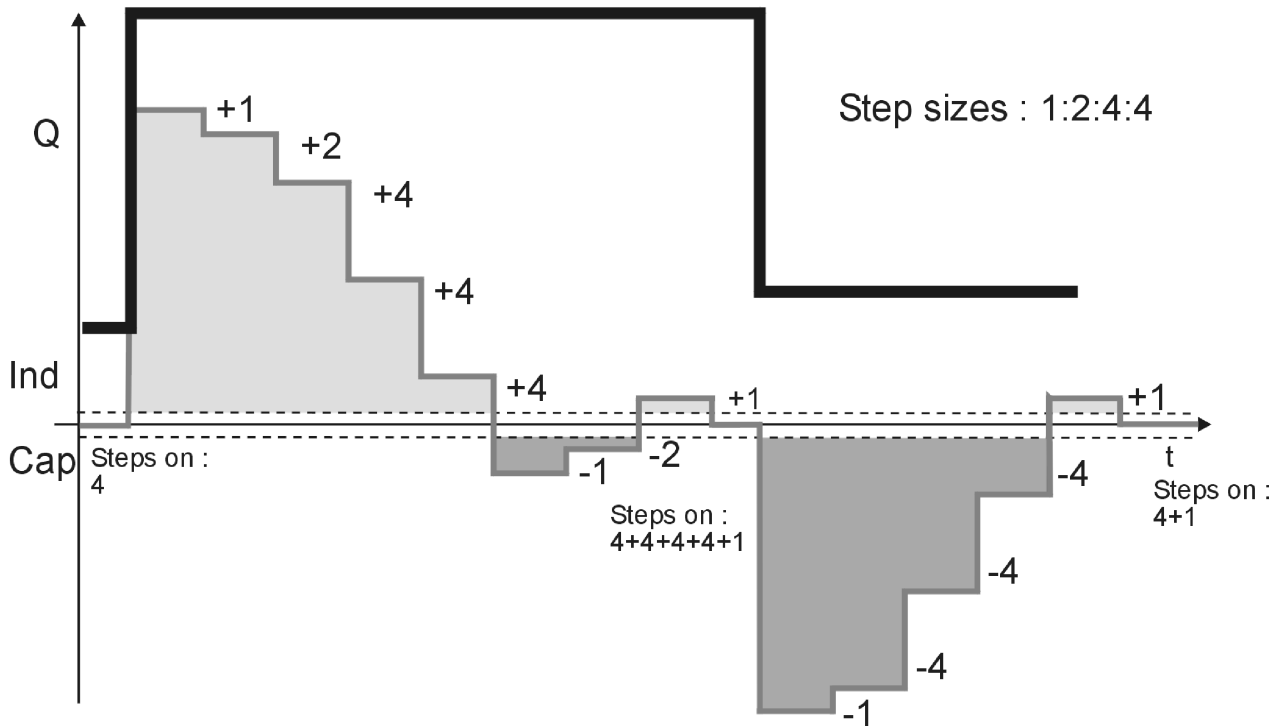 Q
+1
Step sizes : 1:2:4:4
+2
+4
+4
Ind
+4
+1
+1
Cap
Steps on :
4
-1
-2
-4
t
Steps on :
4+1
Steps on :
4+4+4+4+1
-4
-4
-1